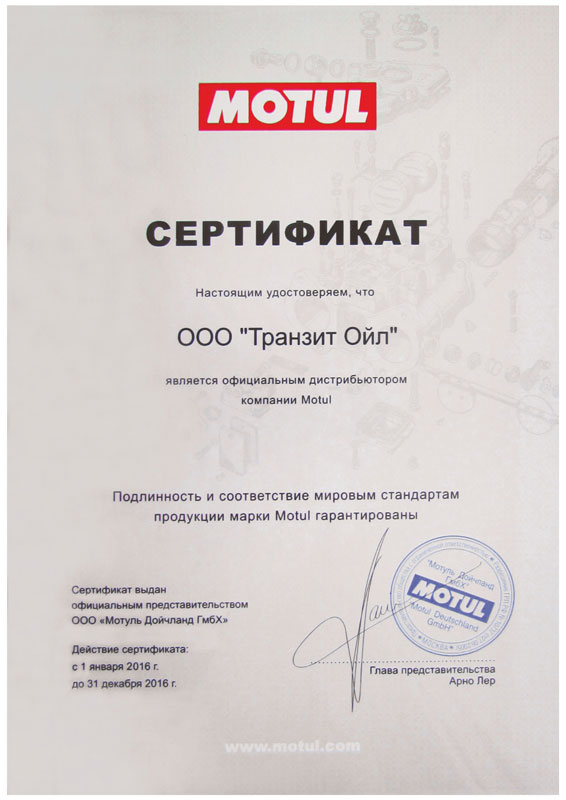 MOTUL
СЕРТИФИКАТ
Настоящим удостоверяем, что
ООО "Транзит Ойл"
является официальным дистрибьютором
компании Motul
Подлинность и соответствие мировым стандартам
продукции марки Motul гарантированы
Сертификат выдан
официальным представительством
ООО «Мотуль Дойчланд ГмбХ»
Действие сертификата:
с 1 января 2016 г.
до 31 декабря 2016 г.
"Мотуль Дойчланд
ГмбХ"
MOTUL
"Motul Deutschland
GmbH"
Глава представительства
Арно Лер
www.motul.com